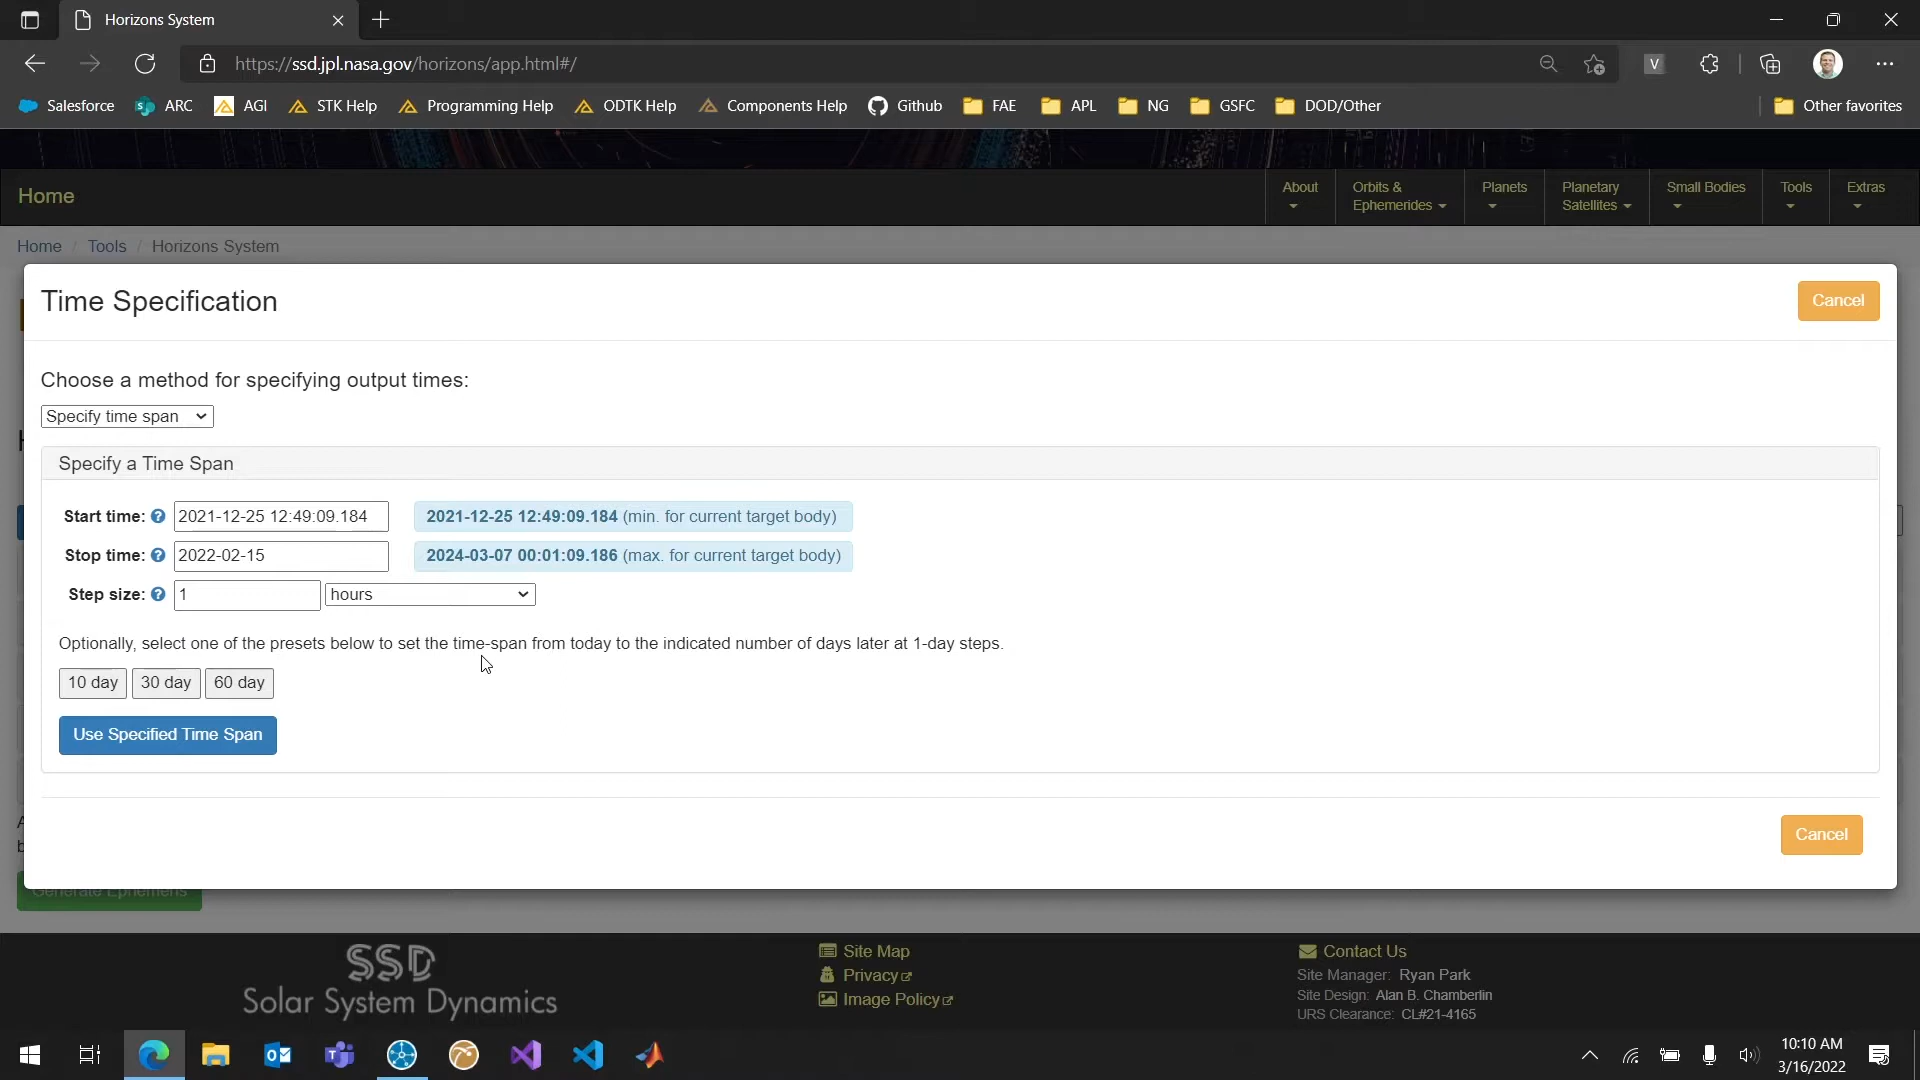 Horizons System
https://ssd.jpl.nasa.gov/horizons/app.html#/
V
Salesforce ARC AGI STK Help Programming Help ODTK Help Components Help Github FAE APL NG GSFC DOD/Other Other favorites
Home
About
Orbits &
Ephemerides
Planets
Planetary
Satellites
Small Bodies
Tools
Extras
Home / Tools / Horizons System
Time Specification
Cancel
Choose a method for specifying output times:
Specify time span
Specify a Time Span
Start time: ? 2021-12-25 12:49:09.184 2021-12-25 12:49:09.184 (min. for current target body)
Stop time: ? 2022-02-15 2024-03-07 00:01:09.186 (max. for current target body)
Step size: ? 1 hours
Optionally, select one of the presets below to set the time-span from today to the indicated number of days later at 1-day steps.
10 day 30 day 60 day
Use Specified Time Span
Cancel
Generate Ephemeris
SSD
Solar System Dynamics
Site Map
Privacy
Image Policy
Contact Us
Site Manager: Ryan Park
Site Design: Alan B. Chamberlin
URS Clearance: CL#21-4165
10:10 AM
3/16/2022